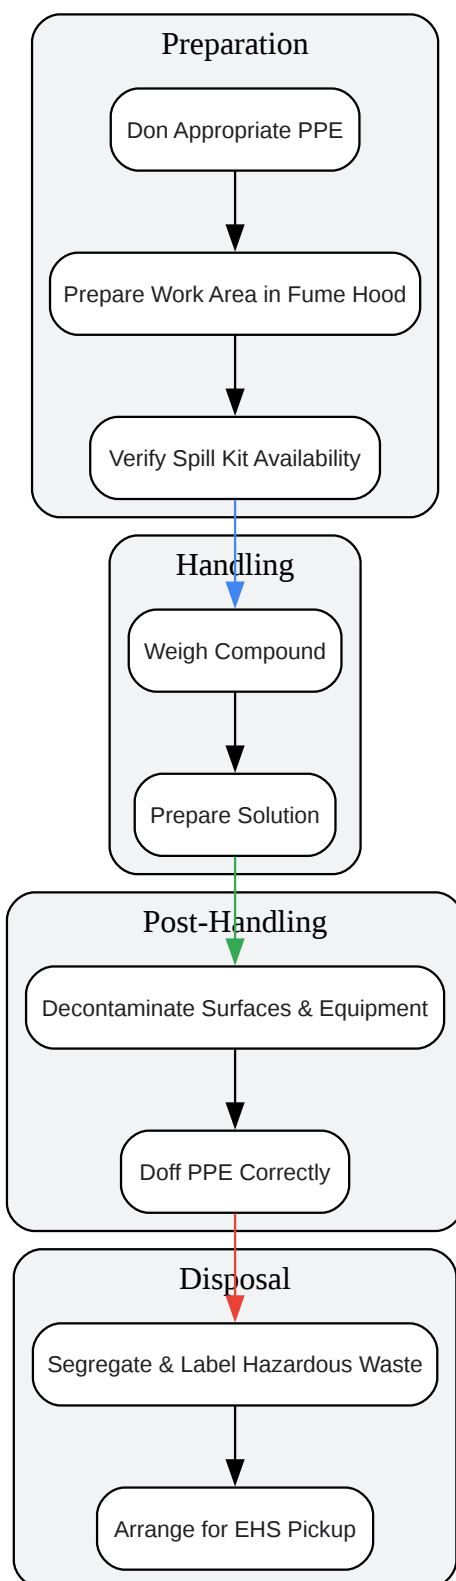 Preparation
Don Appropriate PPE
Prepare Work Area in Fume Hood
Verify Spill Kit Availability
Handling
Weigh Compound
Prepare Solution
Post-Handling
Decontaminate Surfaces & Equipment
Doff PPE Correctly
Disposal
Segregate & Label Hazardous Waste
Arrange for EHS Pickup